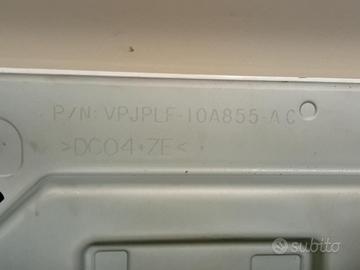 P/N: VPJPLF-10A855-AC
>DC04+ZE<
subito